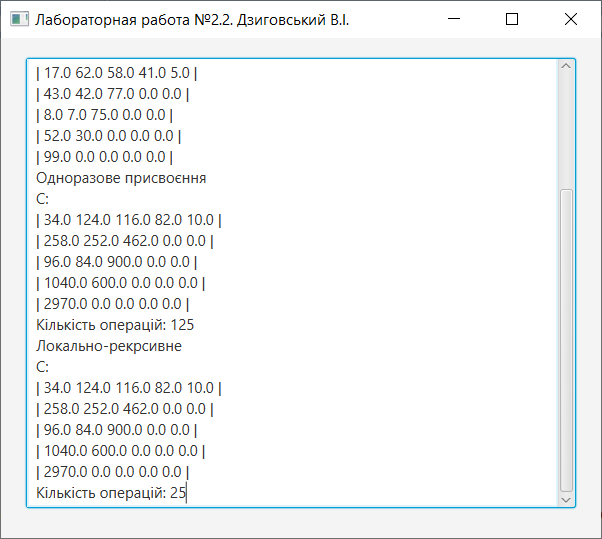 Лабораторная работа №2.2. Дзиговський В.І.
| 17.0 62.0 58.0 41.0 5.0 |
| 43.0 42.0 77.0 0.0 0.0 |
| 8.0 7.0 75.0 0.0 0.0 |
| 52.0 30.0 0.0 0.0 0.0 |
| 99.0 0.0 0.0 0.0 0.0 |
Одноразове присвоєння
C:
| 34.0 124.0 116.0 82.0 10.0 |
| 258.0 252.0 462.0 0.0 0.0 |
| 96.0 84.0 900.0 0.0 0.0 |
| 1040.0 600.0 0.0 0.0 0.0 |
| 2970.0 0.0 0.0 0.0 0.0 |
Кількість операцій: 125
Локально-рекрсивне
C:
| 34.0 124.0 116.0 82.0 10.0 |
| 258.0 252.0 462.0 0.0 0.0 |
| 96.0 84.0 900.0 0.0 0.0 |
| 1040.0 600.0 0.0 0.0 0.0 |
| 2970.0 0.0 0.0 0.0 0.0 |
Кількість операцій: 25